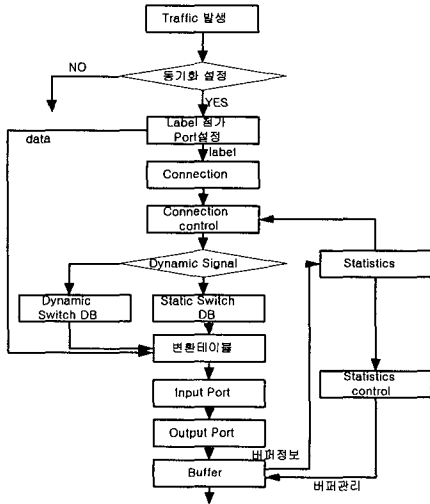 Traffic 발생
NO
동기화 설정
YES
data
Label 첨가
Port설정
label
Connection
Connection
control
Dynamic Signal
Statistics
Dynamic
Switch DB
Static Switch
DB
변환테이블
Statistics
control
Input Port
Output Port
버퍼정보
Buffer
버퍼관리